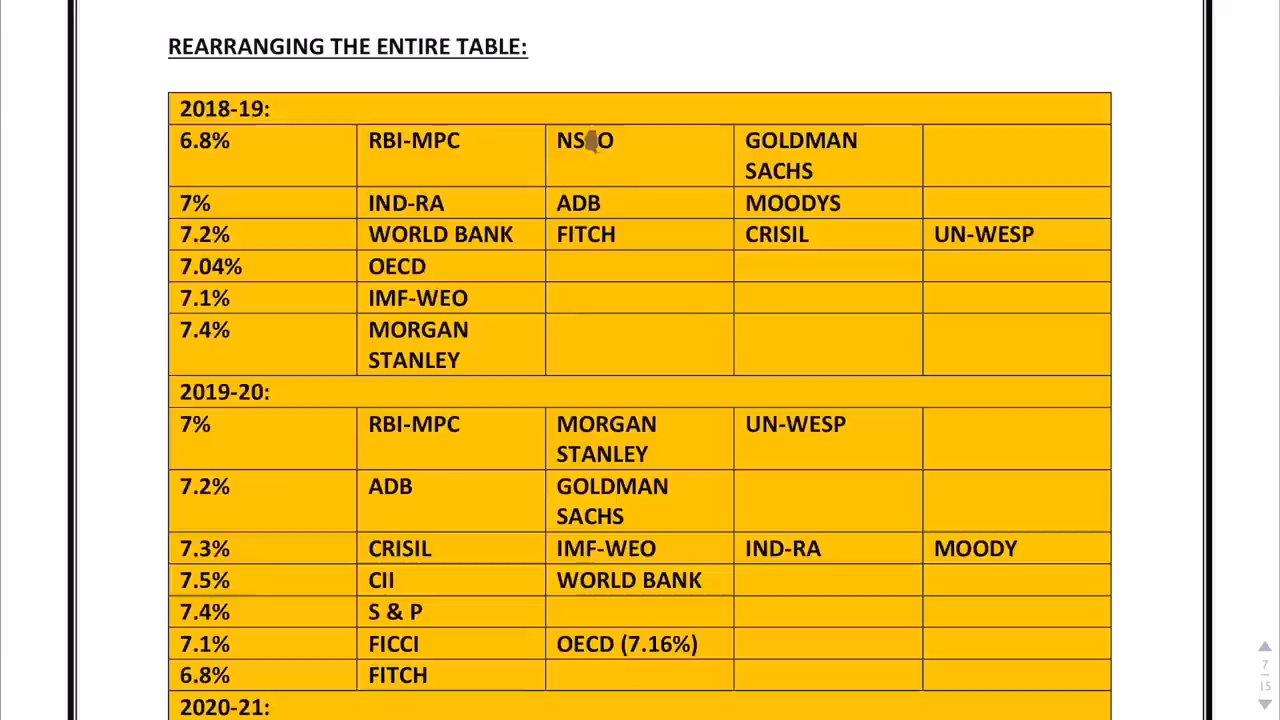 REARRANGING THE ENTIRE TABLE:
2018-19:
6.8% RBI-MPC NSO GOLDMAN SACHS
7% IND-RA ADB MOODYS
7.2% WORLD BANK FITCH CRISIL UN-WESP
7.04% OECD
7.1% IMF-WEO
7.4% MORGAN STANLEY
2019-20:
7% RBI-MPC MORGAN STANLEY UN-WESP
7.2% ADB GOLDMAN SACHS
7.3% CRISIL IMF-WEO IND-RA MOODY
7.5% CII WORLD BANK
7.4% S & P
7.1% FICCI OECD (7.16%)
6.8% FITCH
2020-21:
7
15